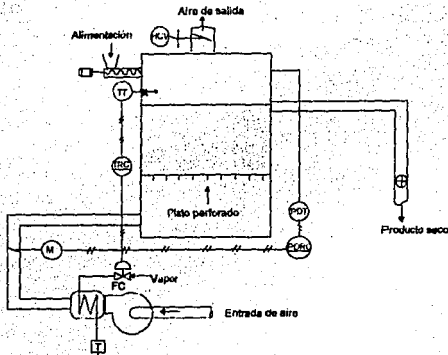 Aire de salida
Alimentación
HCV
TT
TRC
Plato perforado
PDT
Producto seco
M
PDRC
FC
Vapor
Entrada de aire
T